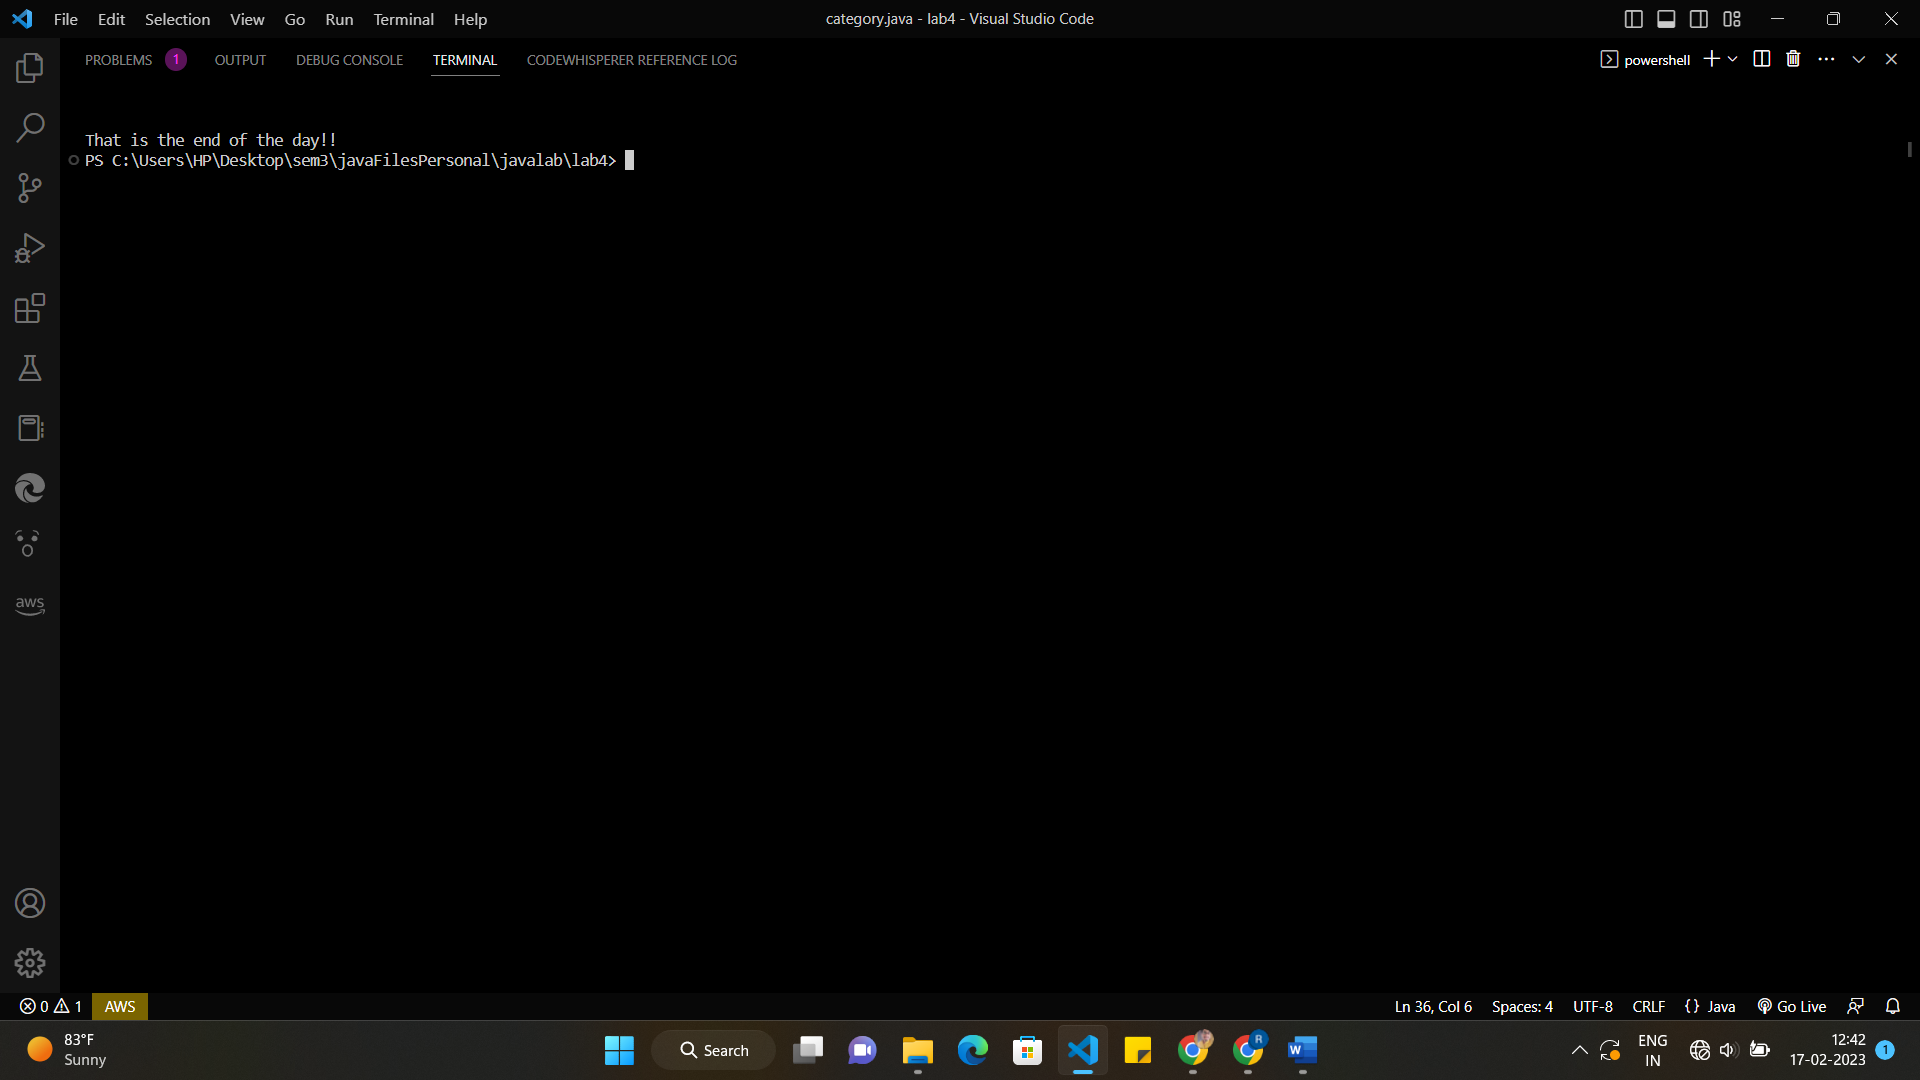 File Edit Selection View Go Run Terminal Help
category.java - lab4 - Visual Studio Code
PROBLEMS 1 OUTPUT DEBUG CONSOLE TERMINAL CODEWHISPERER REFERENCE LOG
powershell
That is the end of the day!!
PS C:\Users\HP\Desktop\sem3\javaFilesPersonal\javalab\lab4>
aws
0 1 AWS
Ln 36, Col 6 Spaces: 4 UTF-8 CRLF {} Java Go Live
83°F
Sunny
Search
R
W
ENG
IN
12:42
17-02-2023
1